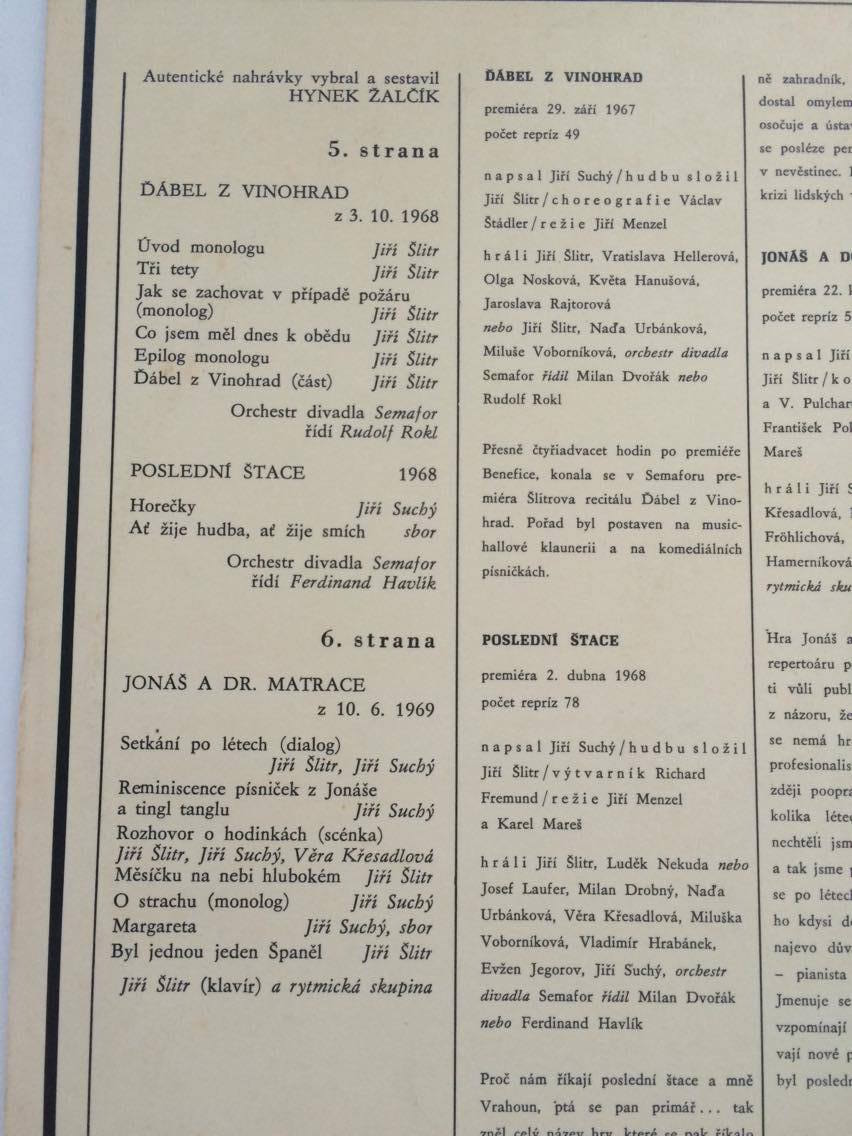 Autentické nahrávky vybral a sestavil
HYNEK ŽALČÍK
5. strana
ĎÁBEL Z VINOHRAD
z 3. 10. 1968
Úvod monologu Jiří Šlitr
Tři tety Jiří Šlitr
Jak se zachovat v případě požáru
(monolog) Jiří Šlitr
Co jsem měl dnes k obědu Jiří Šlitr
Epilog monologu Jiří Šlitr
Ďábel z Vinohrad (část) Jiří Šlitr
Orchestr divadla Semafor
řídí Rudolf Rokl
POSLEDNÍ ŠTACE 1968
Horečky Jiří Suchý
Ať žije hudba, ať žije smích sbor
Orchestr divadla Semafor
řídí Ferdinand Havlík
6. strana
JONÁŠ A DR. MATRACE
z 10. 6. 1969
Setkání po létech (dialog)
Jiří Šlitr, Jiří Suchý
Reminiscence písniček z Jonáše
a tingl tanglu Jiří Suchý
Rozhovor o hodinkách (scénka)
Jiří Šlitr, Jiří Suchý, Věra Křesadlová
Měsíčku na nebi hlubokém Jiří Šlitr
O strachu (monolog) Jiří Suchý
Margareta Jiří Suchý, sbor
Byl jednou jeden Španěl Jiří Šlitr
Jiří Šlitr (klavír) a rytmická skupina
ĎÁBEL Z VINOHRAD
premiéra 29. září 1967
počet repríz 49
napsal Jiří Suchý/hudbu složil
Jiří Šlitr/choreografie Václav
Štádler/režie Jiří Menzel
hráli Jiří Šlitr, Vratislava Hellerová,
Olga Nosková, Květa Hanušová,
Jaroslava Rajtorová
nebo Jiří Šlitr, Naďa Urbánková,
Miluše Voborníková, orchestr divadla
Semafor řídil Milan Dvořák nebo
Rudolf Rokl
Přesně čtyřiadvacet hodin po premiéře
Benefice, konala se v Semaforu pre-
miéra Šlitrova recitálu Ďábel z Vino-
hrad. Pořad byl postaven na music-
hallové klaunerii a na komediálních
písničkách.
POSLEDNÍ ŠTACE
premiéra 2. dubna 1968
počet repríz 78
napsal Jiří Suchý/hudbu složil
Jiří Šlitr/výtvarník Richard
Fremund/režie Jiří Menzel
a Karel Mareš
hráli Jiří Šlitr, Luděk Nekuda nebo
Josef Laufer, Milan Drobný, Naďa
Urbánková, Věra Křesadlová, Miluška
Voborníková, Vladimír Hrabánek,
Evžen Jegorov, Jiří Suchý, orchestr
divadla Semafor řídil Milan Dvořák
nebo Ferdinand Havlík
Proč nám říkají poslední štace a mně
Vrahoun, ptá se pan primář... tak
zněl celý název hry, které se pak říkalo
ně zahradník,
dostal omylem
osočuje a
se posléze
v nevěstinec.
krizi lidských
JONÁŠ A
premiéra 22.
počet repríz
napsal Jiří
Jiří Šlitr/
a V.
František
Mareš
hráli Jiří
Křesadlová,
Fröhlichová,
Hamerníková
rytmická
Hra Jonáš
repertoáru
ti vůli
z názoru, že
se nemá
profesionalis
zději
kolika
nechtěli
a tak jsme
se po
ho kdysi
najevo
– pianista
Jmenuje se
vzpomínají
vají nové
byl